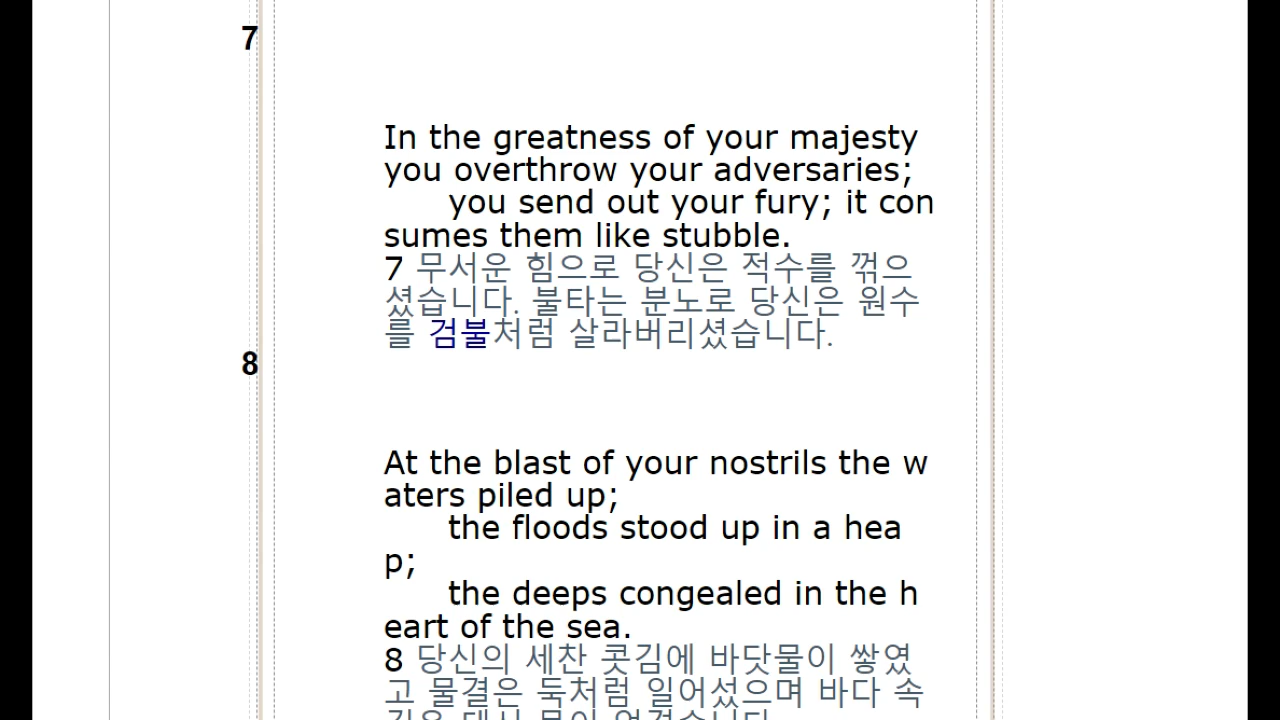 7
In the greatness of your majesty
you overthrow your adversaries;
you send out your fury; it con
sumes them like stubble.
7 무서운 힘으로 당신은 적수를 꺾으
셨습니다. 불타는 분노로 당신은 원수
를 검불처럼 살라버리셨습니다.
8
At the blast of your nostrils the w
aters piled up;
the floods stood up in a hea
p;
the deeps congealed in the h
eart of the sea.
8 당신의 세찬 콧김에 바닷물이 쌓였
고 물결은 둑처럼 일어섰으며 바다 속